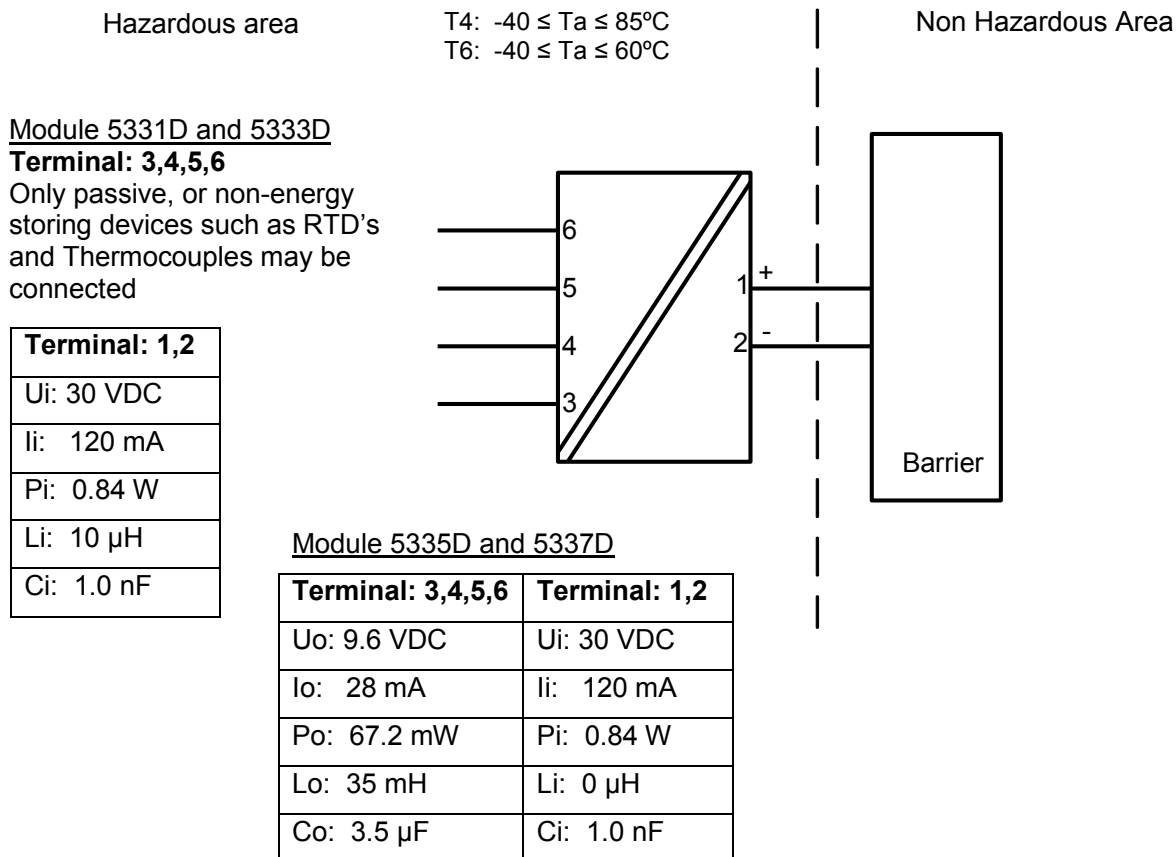 Hazardous area
T4: -40 ≤ Ta ≤ 85ºC
T6: -40 ≤ Ta ≤ 60ºC
Non Hazardous Area
Module 5331D and 5333D
Terminal: 3,4,5,6
Only passive, or non-energy
storing devices such as RTD's
and Thermocouples may be
connected
Terminal: 1,2
Ui: 30 VDC
Ii: 120 mA
Pi: 0.84 W
Li: 10 µH
Ci: 1.0 nF
6
5
4
3
1 +
2 -
Barrier
Module 5335D and 5337D
Terminal: 3,4,5,6 Terminal: 1,2
Uo: 9.6 VDC Ui: 30 VDC
Io: 28 mA Ii: 120 mA
Po: 67.2 mW Pi: 0.84 W
Lo: 35 mH Li: 0 µH
Co: 3.5 µF Ci: 1.0 nF